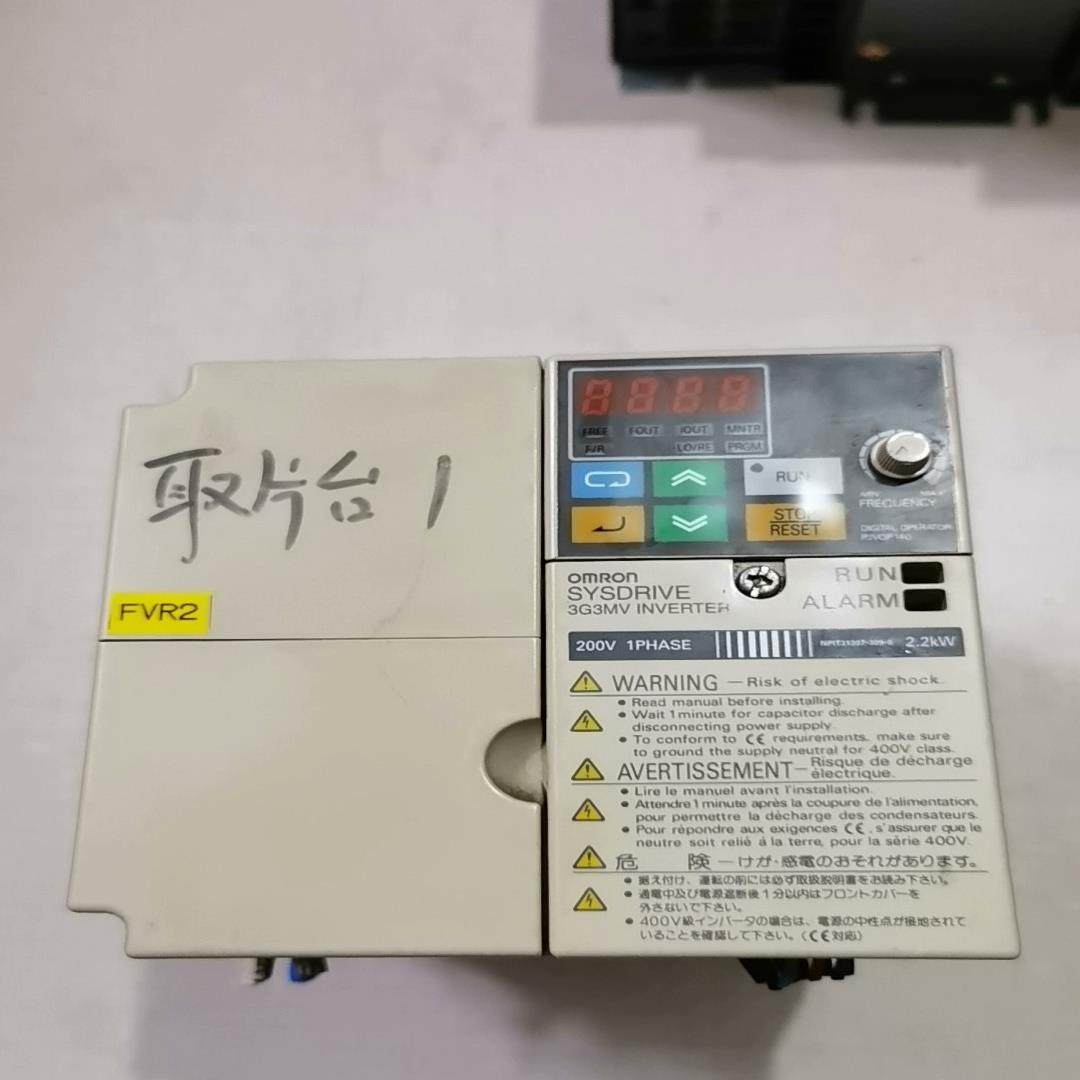 取片台1
FVR2
8888
FREF FOUT IOUT MNTR
F/R LO/RE PRGM
RUN
STOP
RESET
MIN MAX
FREQUENCY
DIGITAL OPERATOR
OMRON
SYSDRIVE
3G3MV INVERTER
RUN
ALARM
200V 1PHASE 2.2kW
WARNING — Risk of electric shock.
• Read manual before installing.
• Wait 1 minute for capacitor discharge after
disconnecting power supply.
• To conform to CE requirements, make sure
to ground the supply neutral for 400V class.
AVERTISSEMENT — Risque de décharge
électrique.
• Lire le manuel avant l'installation.
• Attendre 1 minute après la coupure de l'alimentation,
pour permettre la décharge des condensateurs.
• Pour répondre aux exigences CE, s'assurer que le
neutre soit relié à la terre, pour la série 400V.
危 険 — けが・感電のおそれがあります。
• 据え付け、運転の前には必ず取扱説明書をお読み下さい。
• 通電中及び電源遮断後1分以内はフロントカバーを
外さないで下さい。
• 400V級インバータの場合は、電源の中性点が接地されて
いることを確認して下さい。(CE対応)